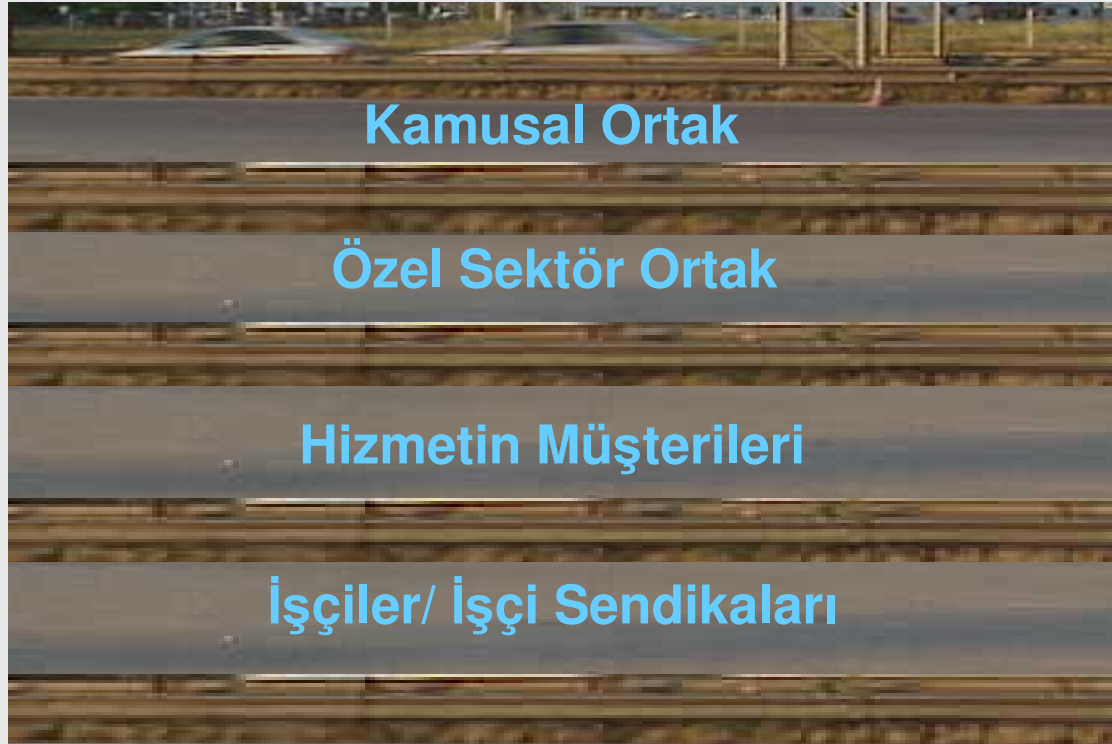 Kamusal Ortak
Özel Sektör Ortak
Hizmetin Müşterileri
İşçiler/ İşçi Sendikaları